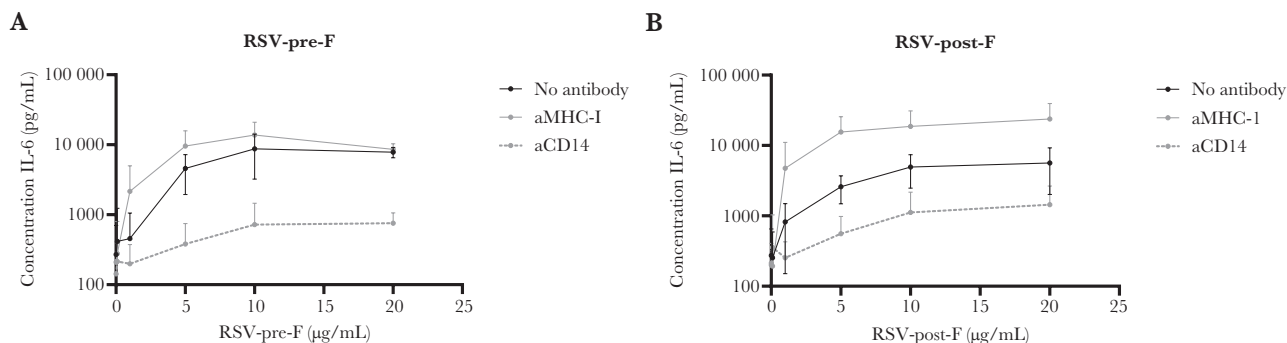 A
RSV-pre-F
Concentration IL-6 (pg/mL)
100 000
10 000
1000
100
0 5 10 15 20 25
RSV-pre-F (μg/mL)
No antibody
aMHC-I
aCD14
B
RSV-post-F
Concentration IL-6 (pg/mL)
100 000
10 000
1000
100
0 5 10 15 20 25
RSV-post-F (μg/mL)
No antibody
aMHC-1
aCD14